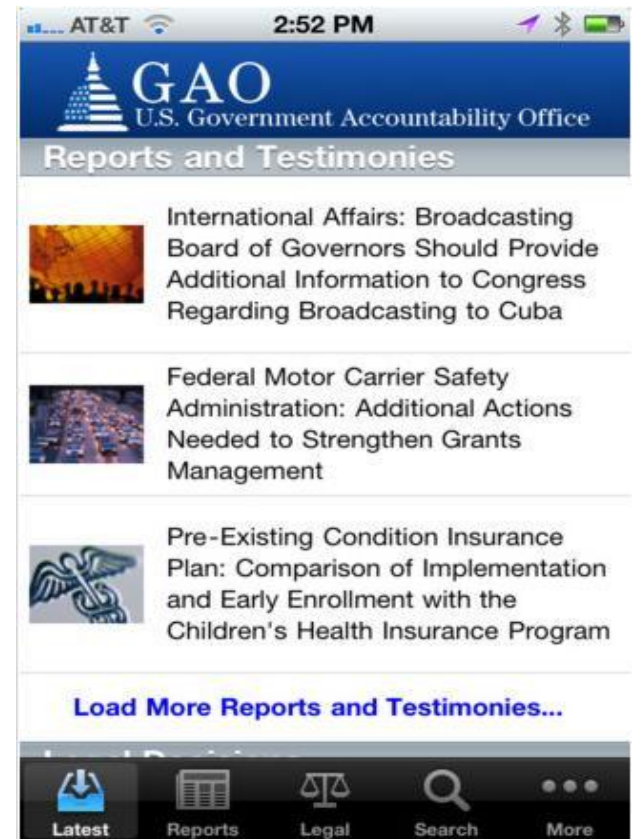 AT&T 2:52 PM
GAO
U.S. Government Accountability Office
Reports and Testimonies
International Affairs: Broadcasting
Board of Governors Should Provide
Additional Information to Congress
Regarding Broadcasting to Cuba
Federal Motor Carrier Safety
Administration: Additional Actions
Needed to Strengthen Grants
Management
Pre-Existing Condition Insurance
Plan: Comparison of Implementation
and Early Enrollment with the
Children's Health Insurance Program
Load More Reports and Testimonies...
Latest Reports Legal Search More